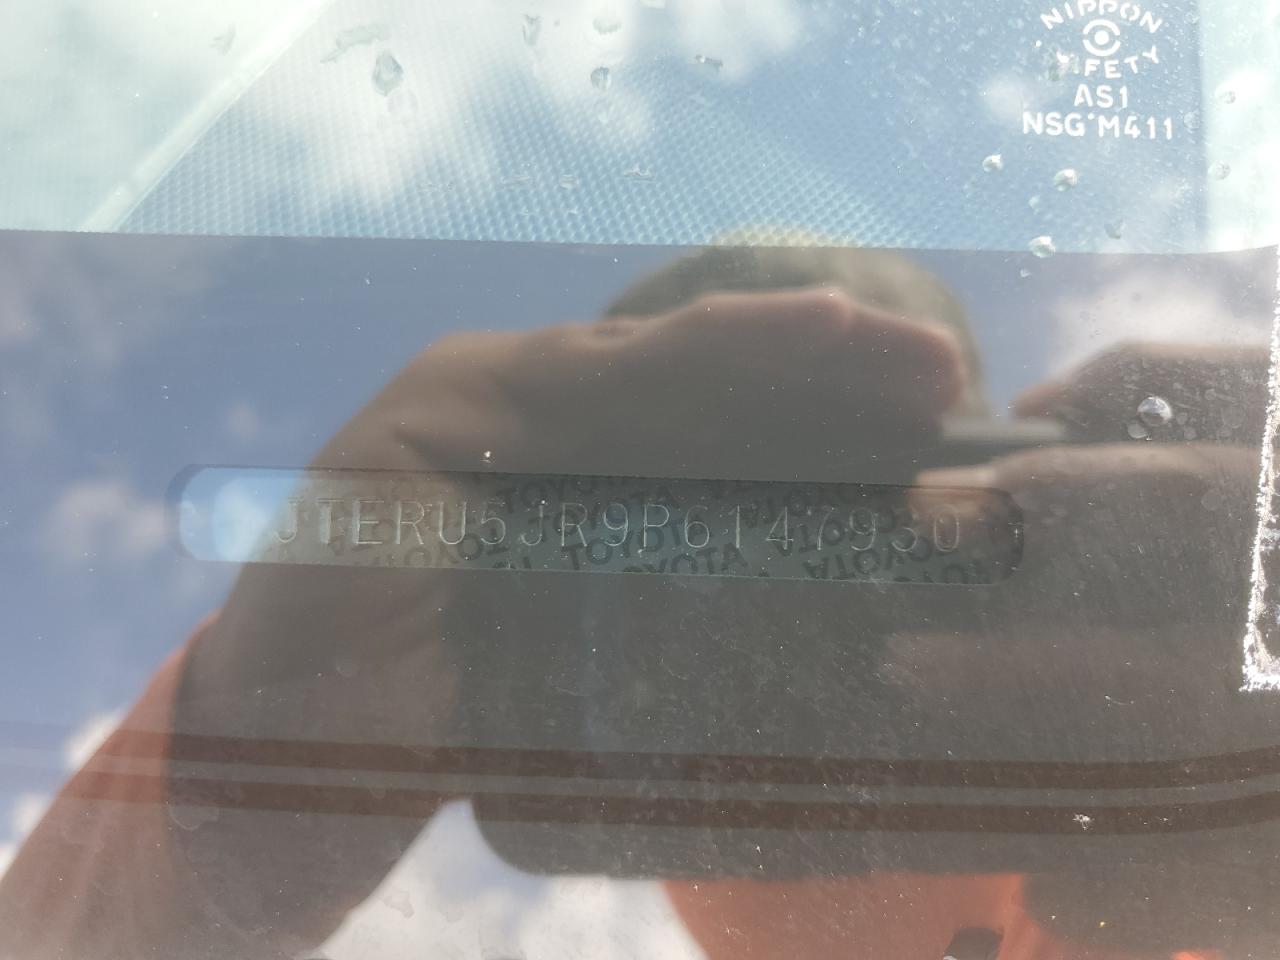 NIPPON
SAFETY
AS1
NSG M411
JTERU5JR9P6147930
TOYOTA
TOYOTA
TOYOTA